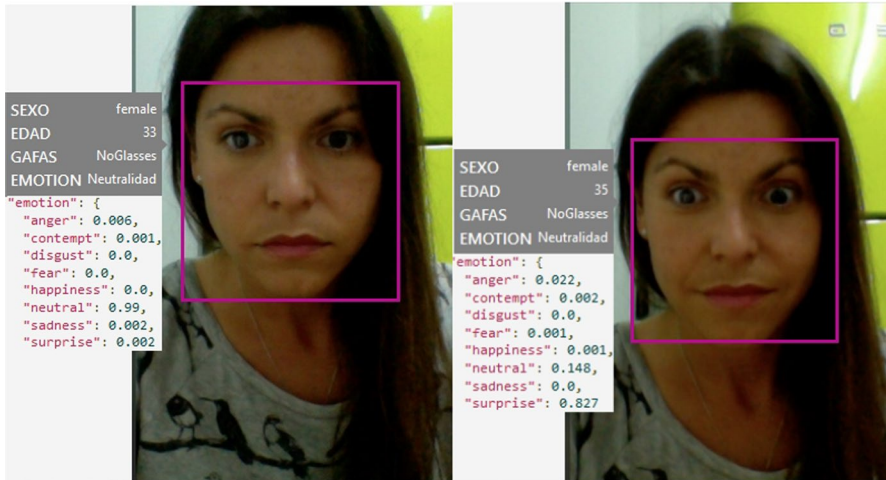 SEXO female
EDAD 33
GAFAS NoGlasses
EMOTION Neutralidad
"emotion": {
"anger": 0.006,
"contempt": 0.001,
"disgust": 0.0,
"fear": 0.0,
"happiness": 0.0,
"neutral": 0.99,
"sadness": 0.002,
"surprise": 0.002
SEXO female
EDAD 35
GAFAS NoGlasses
EMOTION Neutralidad
emotion": {
"anger": 0.022,
"contempt": 0.002,
"disgust": 0.0,
"fear": 0.001,
"happiness": 0.001,
"neutral": 0.148,
"sadness": 0.0,
"surprise": 0.827